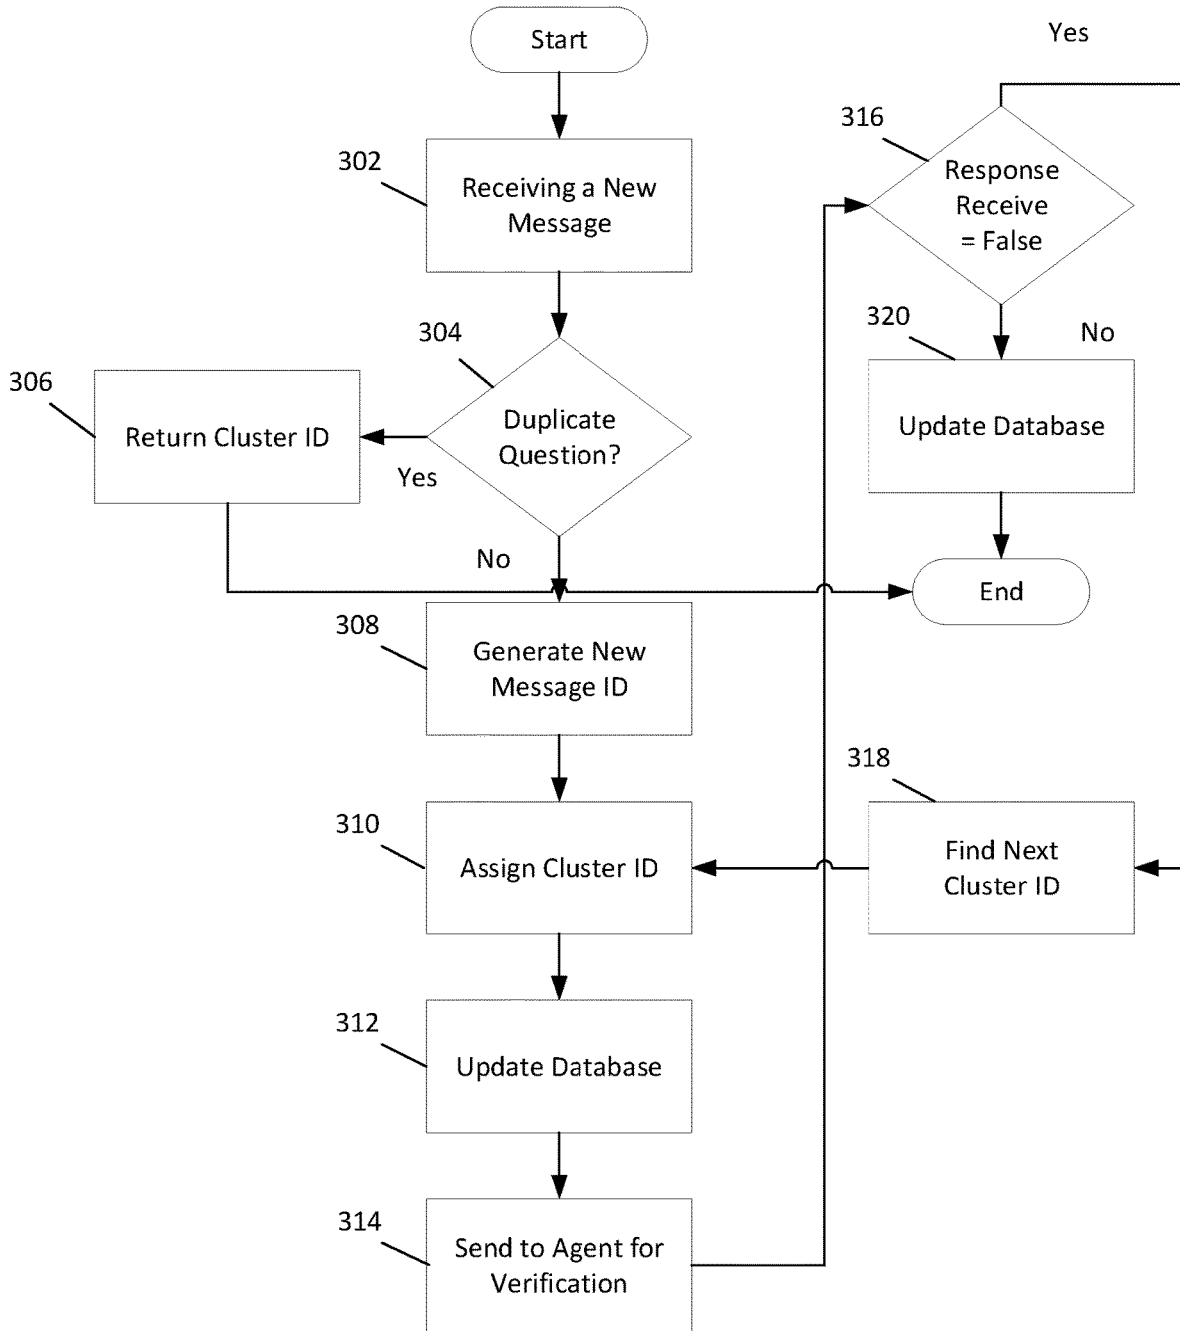 Start
302
Receiving a New
Message
304
Duplicate
Question?
Yes
306
Return Cluster ID
No
308
Generate New
Message ID
310
Assign Cluster ID
312
Update Database
314
Send to Agent for
Verification
Yes
316
Response
Receive
= False
No
320
Update Database
End
318
Find Next
Cluster ID